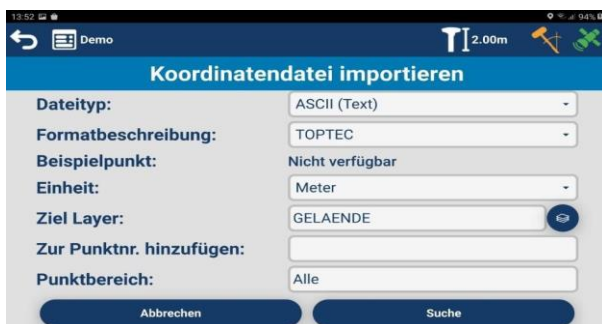 13:52 94%
Demo 2.00m
Koordinatendatei importieren
Dateityp: ASCII (Text)
Formatbeschreibung: TOPTEC
Beispielpunkt: Nicht verfügbar
Einheit: Meter
Ziel Layer: GELAENDE
Zur Punktnr. hinzufügen:
Punktbereich: Alle
Abbrechen Suche